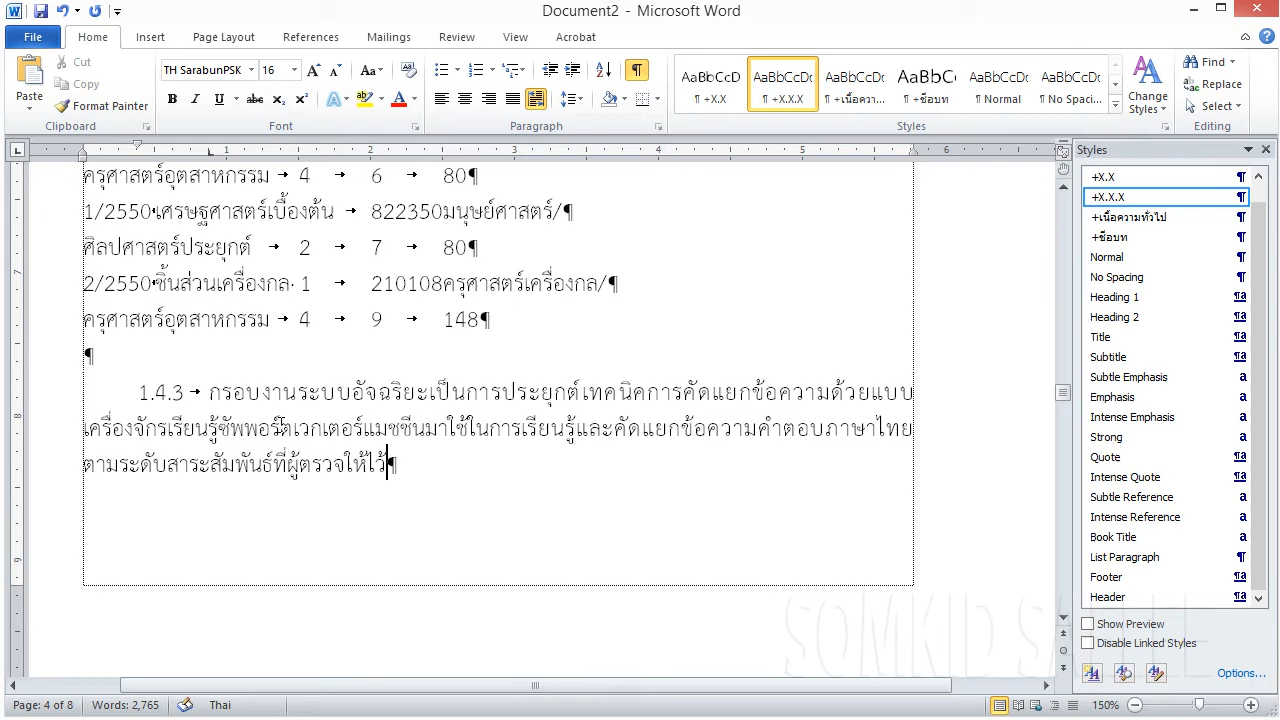 Document2 - Microsoft Word
File Home Insert Page Layout References Mailings Review View Acrobat
Paste
Cut
Copy
Format Painter
Clipboard
TH SarabunPSK 16
Font
Paragraph
AaBbCcD AaBbCcDc AaBbCcDc AaBbC AaBbCcDc AaBbCcDc
¶ +X.X ¶ +X.X.X ¶ +เนื้อควา... ¶ +ชื่อบท ¶ Normal ¶ No Spaci...
Change Styles
Styles
Find
Replace
Select
Editing
1 2 3 4 5 6
ครุศาสตร์อุตสาหกรรม → 4 → 6 → 80¶
1/2550·เศรษฐศาสตร์เบื้องต้น → 822350มนุษย์ศาสตร์/¶
ศิลปศาสตร์ประยุกต์ → 2 → 7 → 80¶
2/2550·ชิ้นส่วนเครื่องกล· 1 → 210108ครุศาสตร์เครื่องกล/¶
ครุศาสตร์อุตสาหกรรม → 4 → 9 → 148¶
¶
1.4.3 → กรอบงานระบบอัจฉริยะเป็นการประยุกต์เทคนิคการคัดแยกข้อความด้วยแบบ
เครื่องจักรเรียนรู้ซัพพอร์ตเวกเตอร์แมชชีนมาใช้ในการเรียนรู้และคัดแยกข้อความคำตอบภาษาไทย
ตามระดับสาระสัมพันธ์ที่ผู้ตรวจให้ไว้¶
7
8
9
Styles
+X.X ¶
+X.X.X ¶
+เนื้อความทั่วไป ¶
+ชื่อบท ¶
Normal ¶
No Spacing ¶
Heading 1 ¶a
Heading 2 ¶a
Title ¶a
Subtitle ¶a
Subtle Emphasis a
Emphasis a
Intense Emphasis a
Strong a
Quote ¶a
Intense Quote ¶a
Subtle Reference a
Intense Reference a
Book Title a
List Paragraph ¶
Footer ¶a
Header ¶a
Show Preview
Disable Linked Styles
Options...
Page: 4 of 8 Words: 2,765 Thai 150%